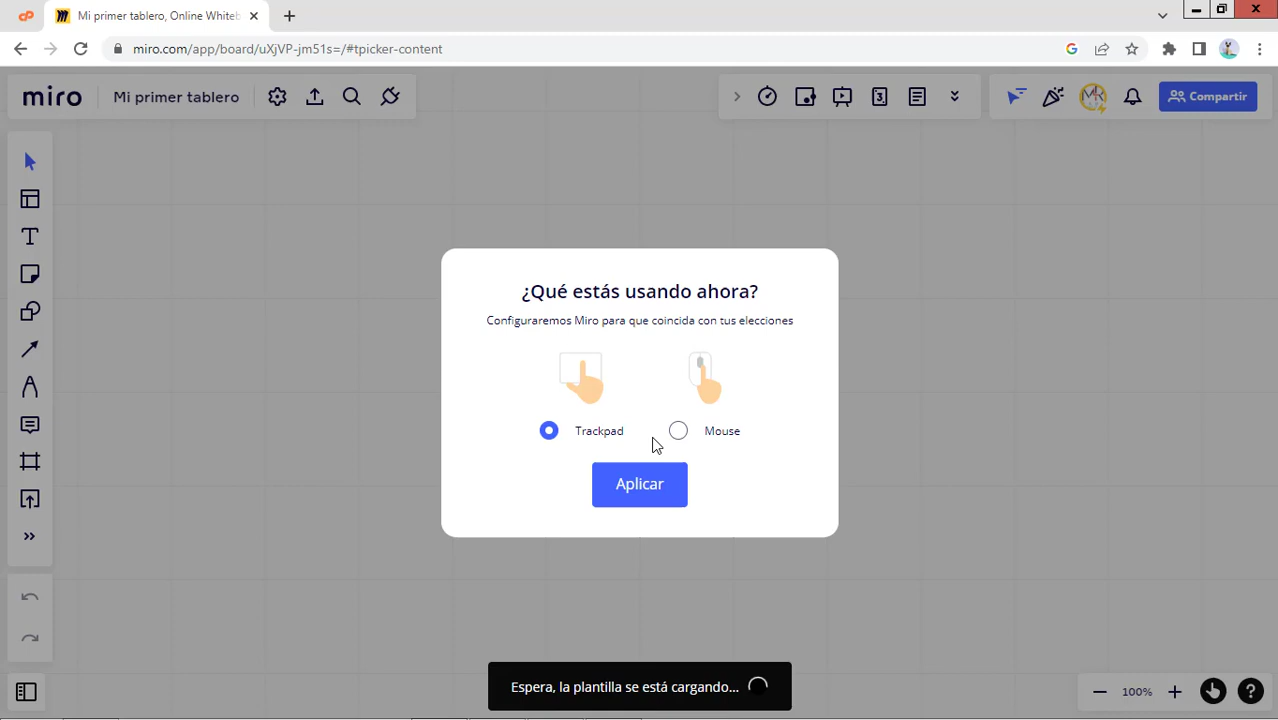 Mi primer tablero, Online Whiteb
miro.com/app/board/uXjVP-jm51s=/#tpicker-content
miro
Mi primer tablero
3
MR
Compartir
¿Qué estás usando ahora?
Configuraremos Miro para que coincida con tus elecciones
Trackpad
Mouse
Aplicar
Espera, la plantilla se está cargando...
100%